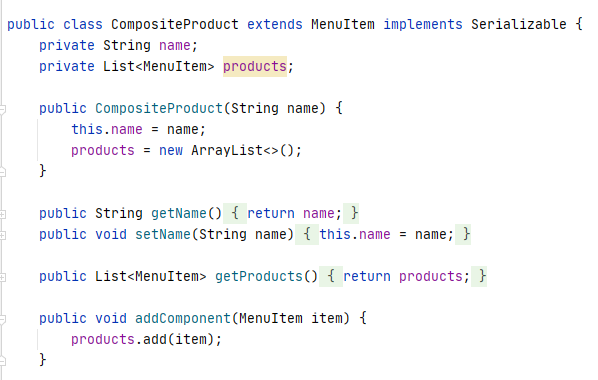 public class CompositeProduct extends MenuItem implements Serializable {
    private String name;
    private List<MenuItem> products;

    public CompositeProduct(String name) {
        this.name = name;
        products = new ArrayList<>();
    }

    public String getName() { return name; }
    public void setName(String name) { this.name = name; }

    public List<MenuItem> getProducts() { return products; }

    public void addComponent(MenuItem item) {
        products.add(item);
    }